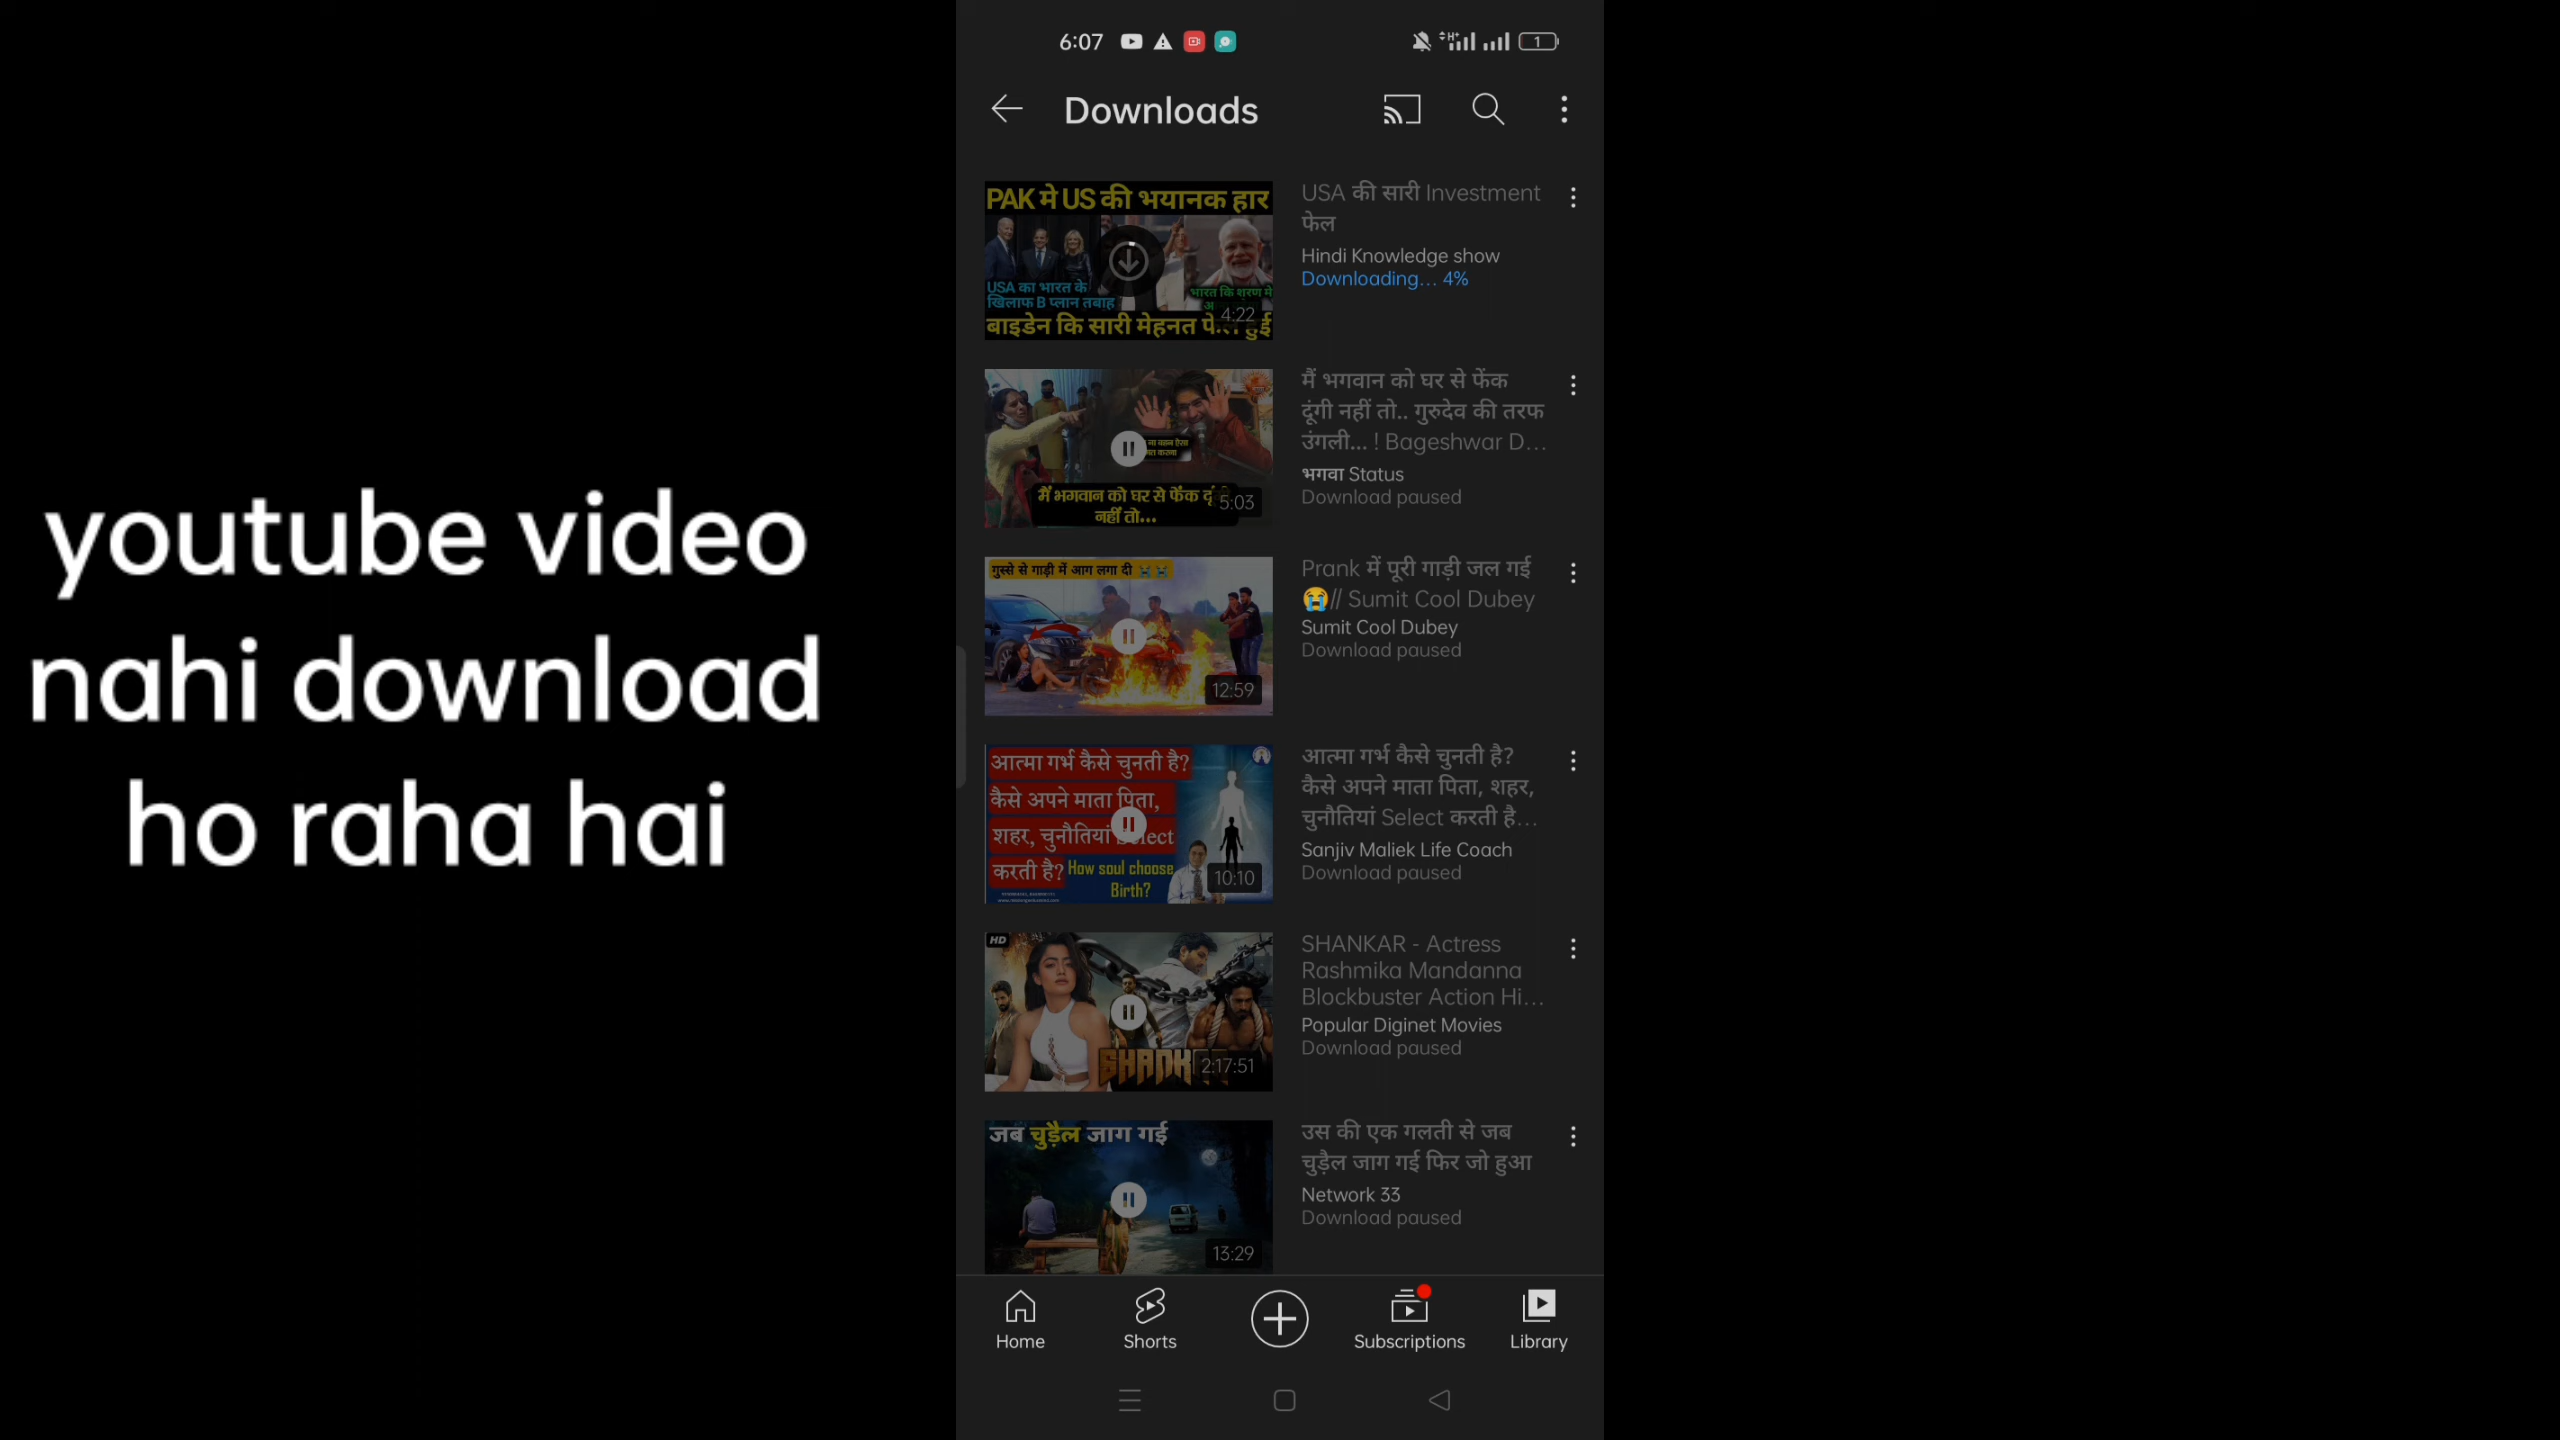 youtube video
nahi download
ho raha hai
6:07
H+
1
Downloads
PAK मे US की भयानक हार
USA का भारत के
खिलाफ B प्लान तबाह
भारत कि शरण मे
4:22
बाइडेन कि सारी मेहनत फेल हुई
USA की सारी Investment
फेल
Hindi Knowledge show
Downloading... 4%
मैं भगवान को घर से फेंक दूं
नहीं तो...
5:03
मैं भगवान को घर से फेंक
दूंगी नहीं तो.. गुरुदेव की तरफ
उंगली... ! Bageshwar D...
भगवा Status
Download paused
गुस्से से गाड़ी में आग लगा दी 😭😭
12:59
Prank में पूरी गाड़ी जल गई
😭// Sumit Cool Dubey
Sumit Cool Dubey
Download paused
आत्मा गर्भ कैसे चुनती है?
कैसे अपने माता पिता,
शहर, चुनौतियां Select
करती है? How soul choose
Birth?
10:10
आत्मा गर्भ कैसे चुनती है?
कैसे अपने माता पिता, शहर,
चुनौतियां Select करती है...
Sanjiv Maliek Life Coach
Download paused
HD
2:17:51
SHANKAR - Actress
Rashmika Mandanna
Blockbuster Action Hi...
Popular Diginet Movies
Download paused
जब चुड़ैल जाग गई
13:29
उस की एक गलती से जब
चुड़ैल जाग गई फिर जो हुआ
Network 33
Download paused
Home
Shorts
Subscriptions
Library